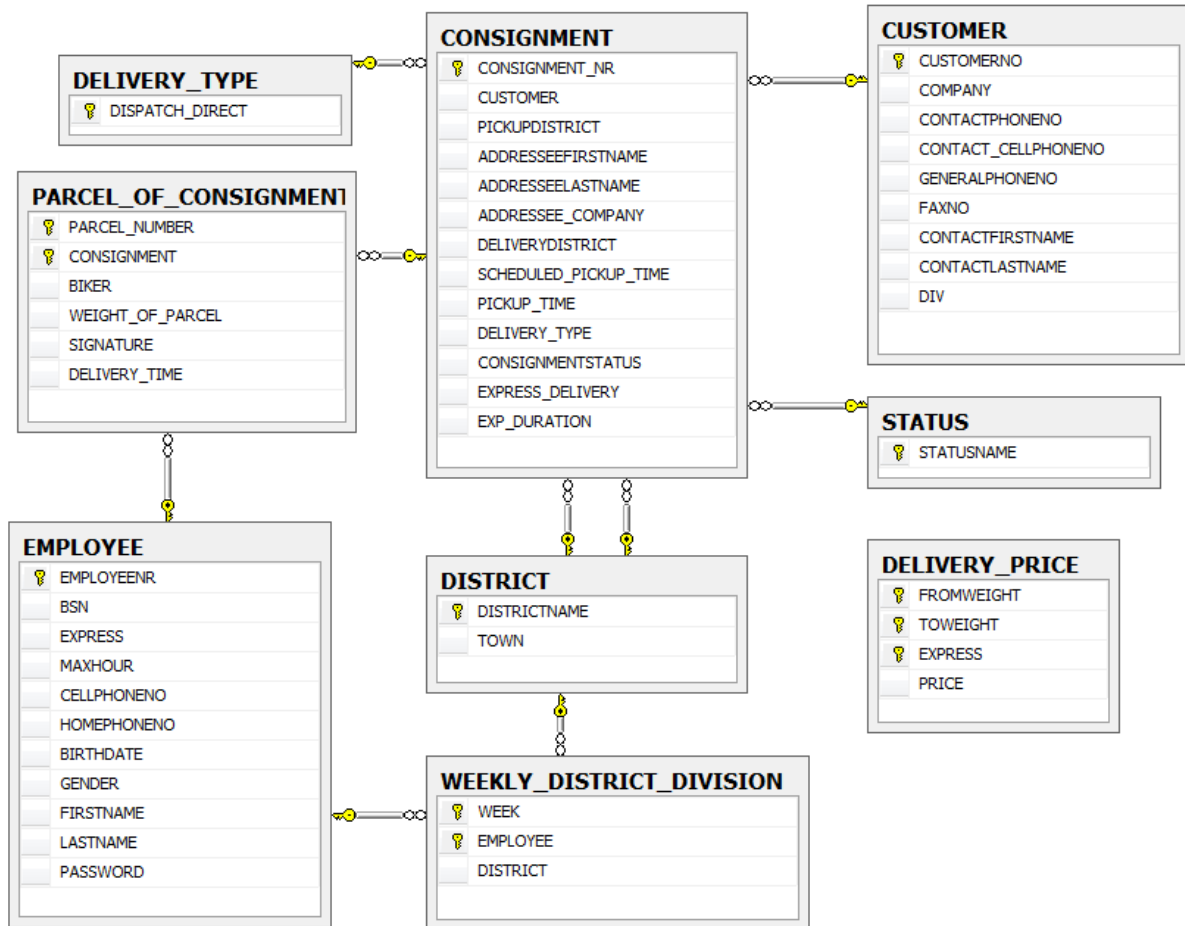 DELIVERY_TYPE
DISPATCH_DIRECT
PARCEL_OF_CONSIGNMENT
PARCEL_NUMBER
CONSIGNMENT
BIKER
WEIGHT_OF_PARCEL
SIGNATURE
DELIVERY_TIME
EMPLOYEE
EMPLOYEENR
BSN
EXPRESS
MAXHOUR
CELLPHONENO
HOMEPHONENO
BIRTHDATE
GENDER
FIRSTNAME
LASTNAME
PASSWORD
CONSIGNMENT
CONSIGNMENT_NR
CUSTOMER
PICKUPDISTRICT
ADDRESSEEFIRSTNAME
ADDRESSEELASTNAME
ADDRESSEE_COMPANY
DELIVERYDISTRICT
SCHEDULED_PICKUP_TIME
PICKUP_TIME
DELIVERY_TYPE
CONSIGNMENTSTATUS
EXPRESS_DELIVERY
EXP_DURATION
DISTRICT
DISTRICTNAME
TOWN
WEEKLY_DISTRICT_DIVISION
WEEK
EMPLOYEE
DISTRICT
CUSTOMER
CUSTOMERNO
COMPANY
CONTACTPHONENO
CONTACT_CELLPHONENO
GENERALPHONENO
FAXNO
CONTACTFIRSTNAME
CONTACTLASTNAME
DIV
STATUS
STATUSNAME
DELIVERY_PRICE
FROMWEIGHT
TOWEIGHT
EXPRESS
PRICE